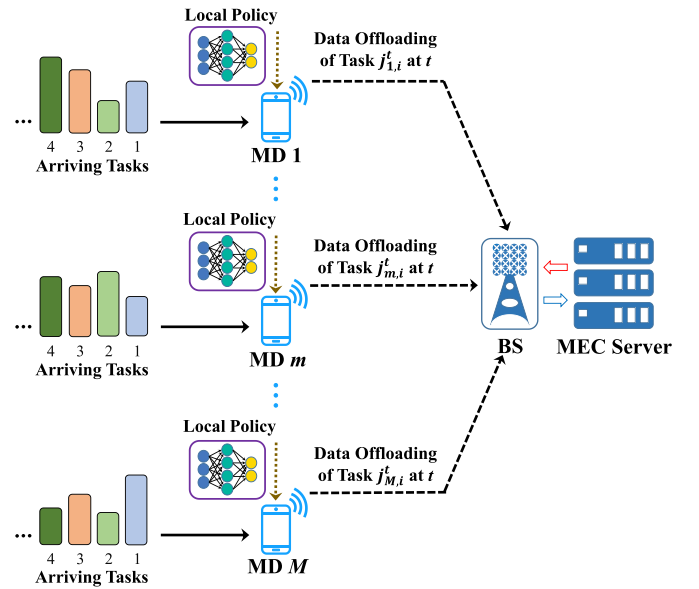 Local Policy
Data Offloading
of Task j^t_{1,i} at t
...
4 3 2 1
Arriving Tasks
MD 1
Local Policy
Data Offloading
of Task j^t_{m,i} at t
...
4 3 2 1
Arriving Tasks
MD m
BS
MEC Server
Local Policy
Data Offloading
of Task j^t_{M,i} at t
...
4 3 2 1
Arriving Tasks
MD M